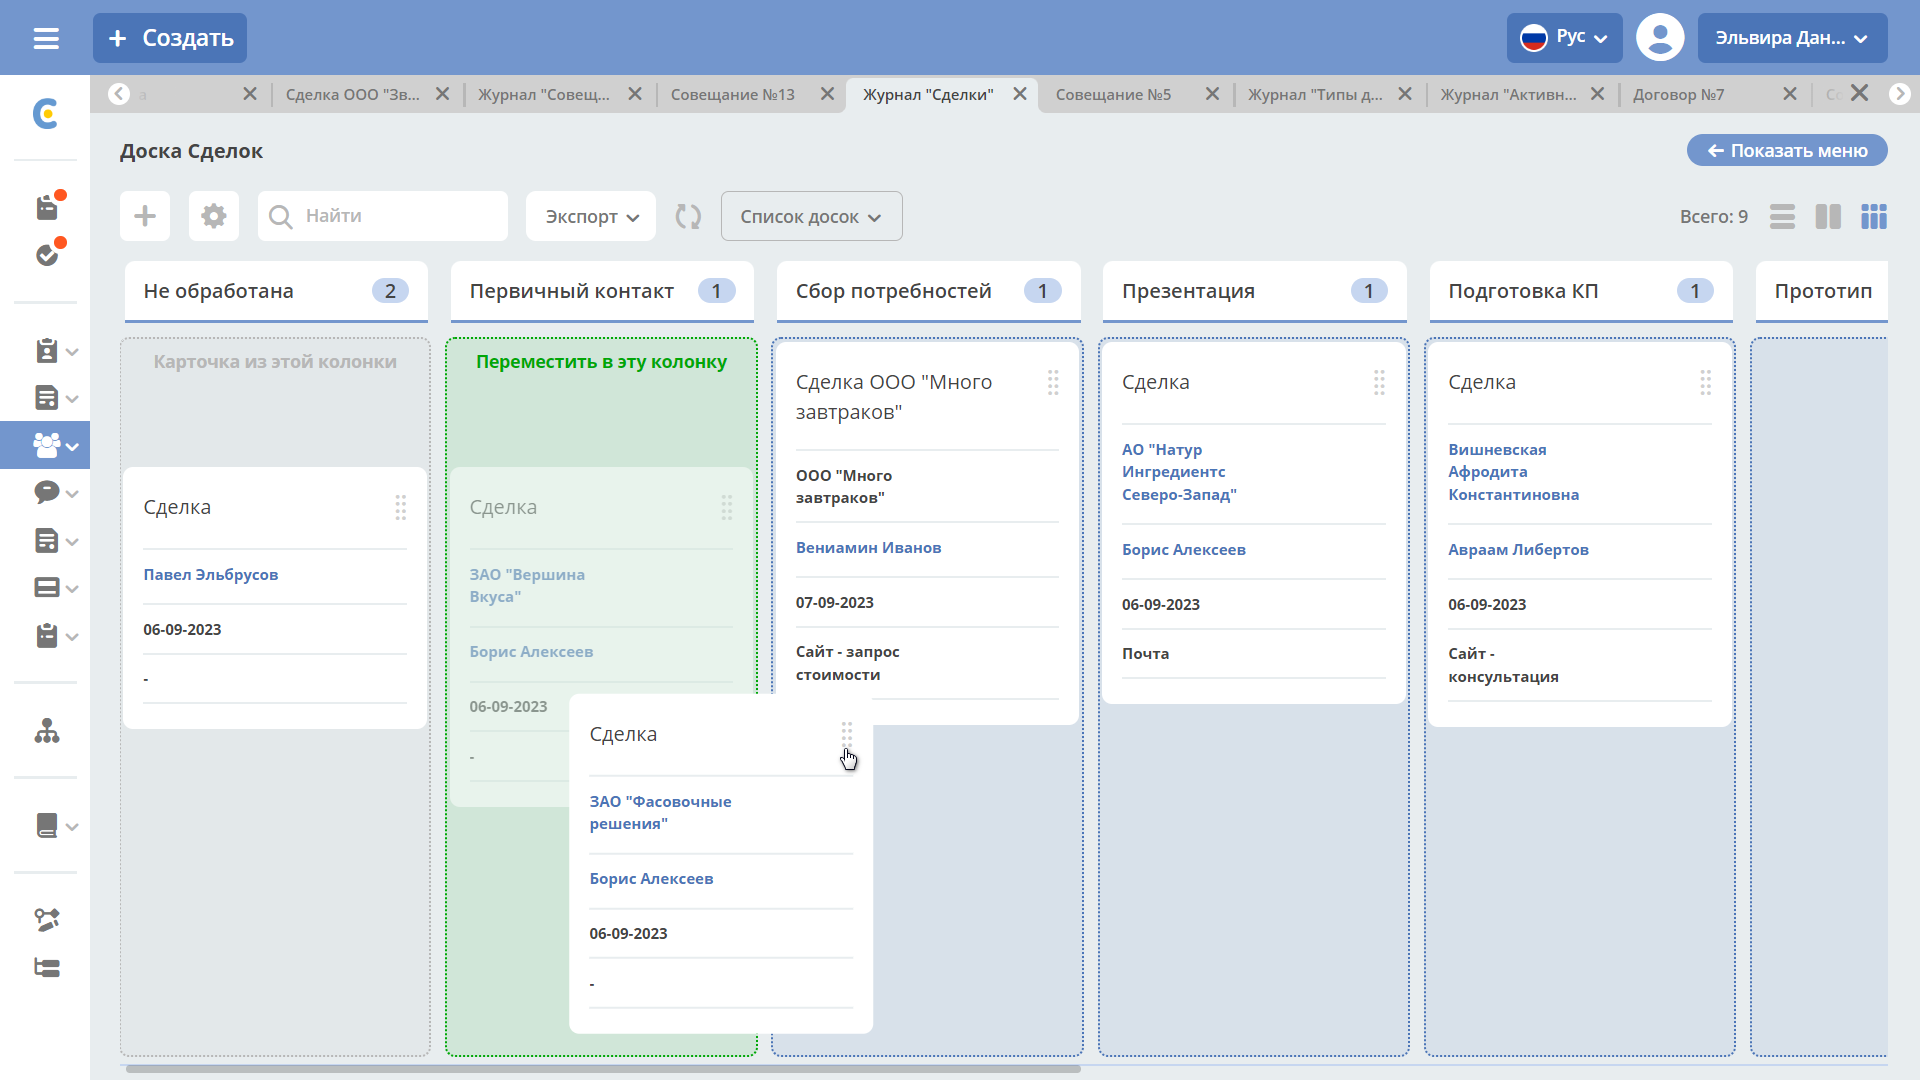 Создать
Рус
Эльвира Дан...
а
Сделка ООО "Зв...
Журнал "Совещ...
Совещание №13
Журнал "Сделки"
Совещание №5
Журнал "Типы д...
Журнал "Активн...
Договор №7
Со
Доска Сделок
Показать меню
Найти
Экспорт
Список досок
Всего: 9
Не обработана
2
Первичный контакт
1
Сбор потребностей
1
Презентация
1
Подготовка КП
1
Прототип
Карточка из этой колонки
Сделка
Павел Эльбрусов
06-09-2023
-
Переместить в эту колонку
Сделка
ЗАО "Вершина
Вкуса"
Борис Алексеев
06-09-2023
-
Сделка
ЗАО "Фасовочные
решения"
Борис Алексеев
06-09-2023
-
Сделка ООО "Много
завтраков"
ООО "Много
завтраков"
Вениамин Иванов
07-09-2023
Сайт - запрос
стоимости
Сделка
АО "Натур
Ингредиентс
Северо-Запад"
Борис Алексеев
06-09-2023
Почта
Сделка
Вишневская
Афродита
Константиновна
Авраам Либертов
06-09-2023
Сайт -
консультация